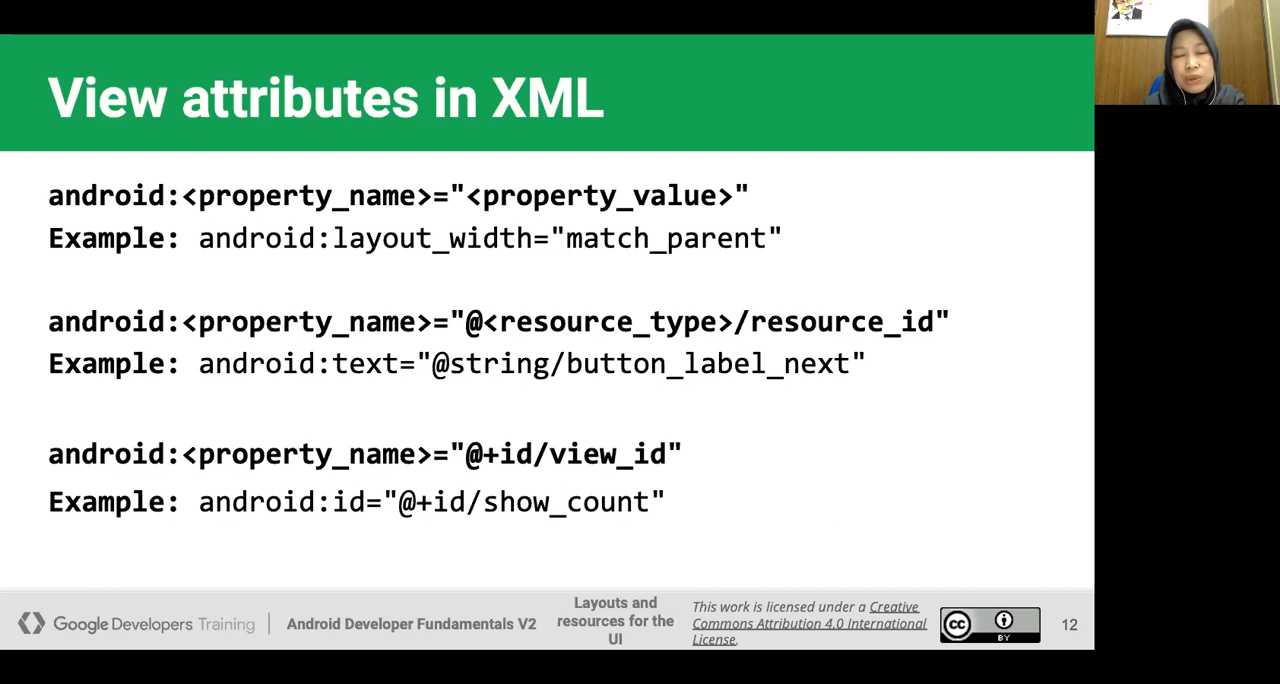 View attributes in XML
android:<property_name>="<property_value>"
Example: android:layout_width="match_parent"
android:<property_name>="@<resource_type>/resource_id"
Example: android:text="@string/button_label_next"
android:<property_name>="@+id/view_id"
Example: android:id="@+id/show_count"
Google Developers Training
Android Developer Fundamentals V2
Layouts and
resources for the
UI
This work is licensed under a Creative
Commons Attribution 4.0 International
License.
cc
BY
12